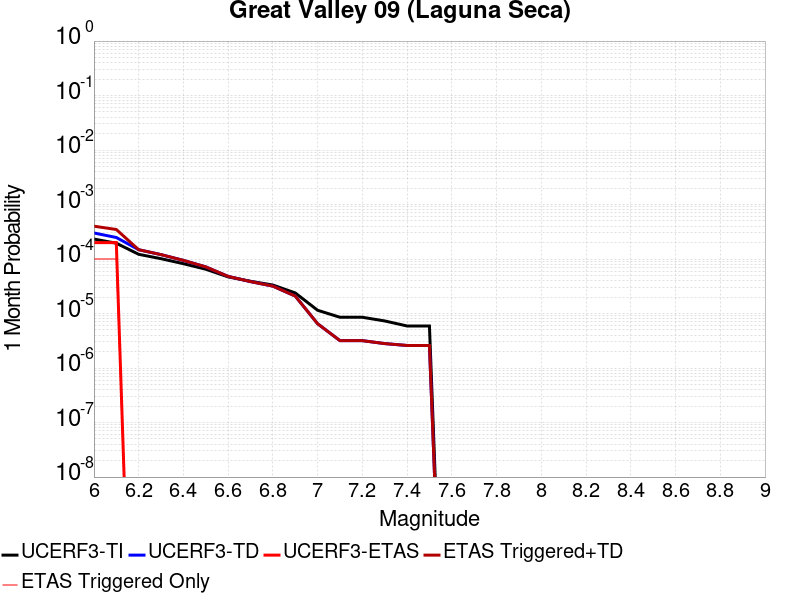 Great Valley 09 (Laguna Seca)
10^0
10^-1
10^-2
10^-3
10^-4
10^-5
10^-6
10^-7
10^-8
1 Month Probability
6 6.2 6.4 6.6 6.8 7 7.2 7.4 7.6 7.8 8 8.2 8.4 8.6 8.8 9
Magnitude
UCERF3-TI UCERF3-TD UCERF3-ETAS ETAS Triggered+TD
ETAS Triggered Only